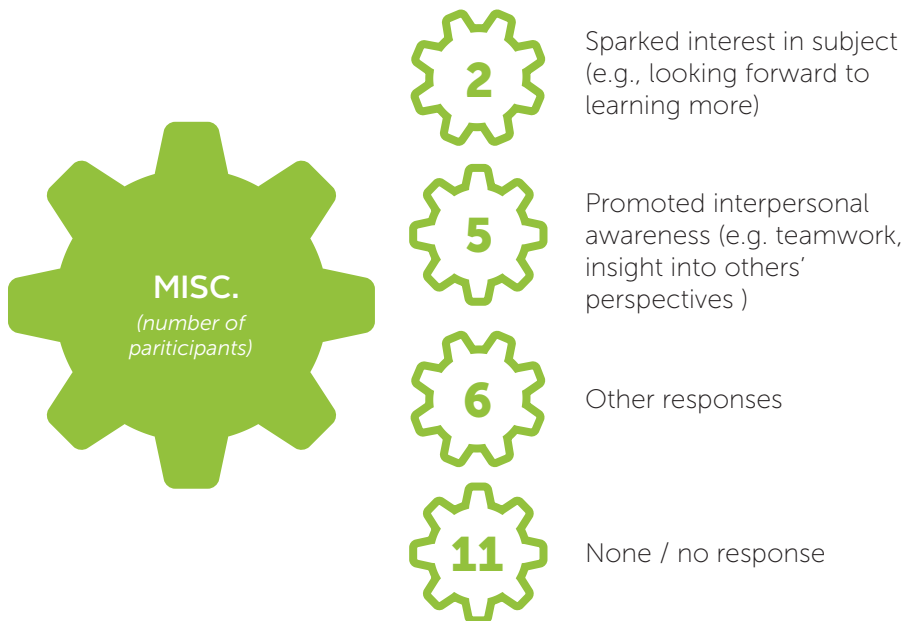 MISC.
(number of
pariticipants)
2
Sparked interest in subject
(e.g., looking forward to
learning more)
5
Promoted interpersonal
awareness (e.g. teamwork,
insight into others’
perspectives )
6
Other responses
11
None / no response